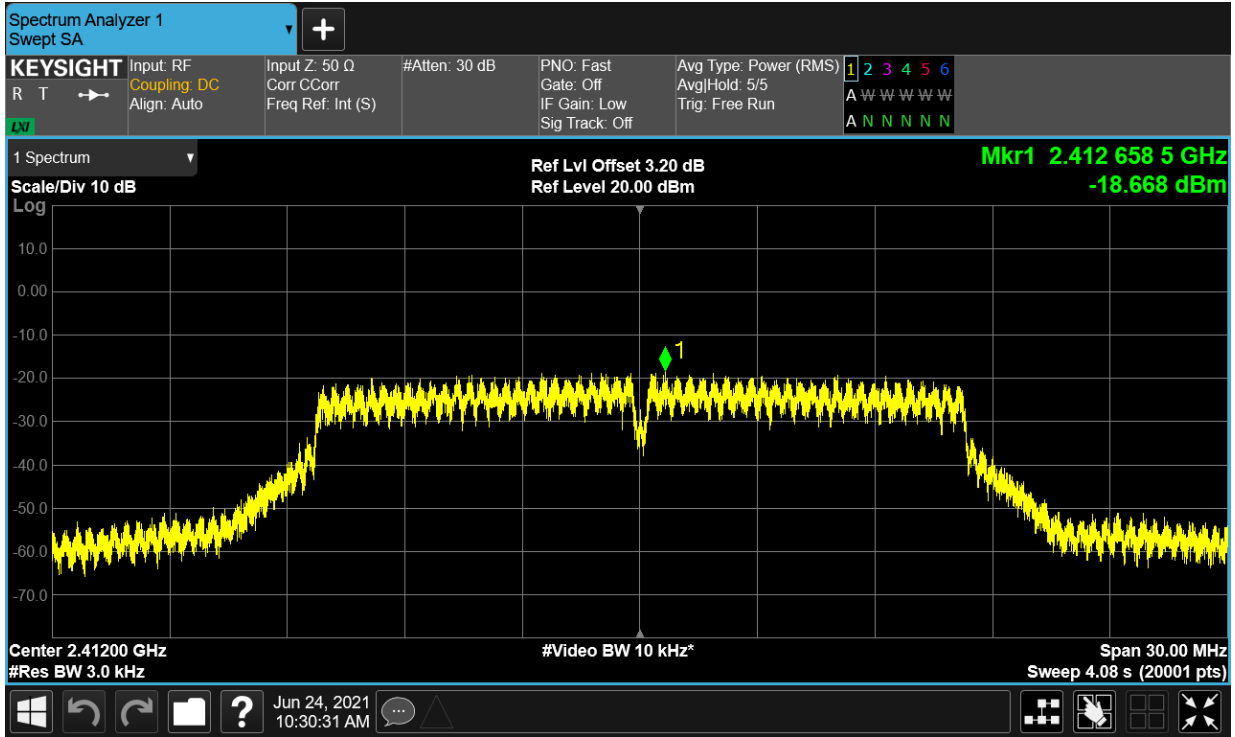 Spectrum Analyzer 1
Swept SA
▼
+
KEYSIGHT
R T
LXI
Input: RF
Coupling: DC
Align: Auto
Input Z: 50 Ω
Corr CCorr
Freq Ref: Int (S)
#Atten: 30 dB
PNO: Fast
Gate: Off
IF Gain: Low
Sig Track: Off
Avg Type: Power (RMS)
Avg|Hold: 5/5
Trig: Free Run
1 2 3 4 5 6
A W W W W W
A N N N N N
1 Spectrum ▼
Scale/Div 10 dB
Log
Ref Lvl Offset 3.20 dB
Ref Level 20.00 dBm
Mkr1 2.412 658 5 GHz
-18.668 dBm
10.0
0.00
-10.0
1
-20.0
-30.0
-40.0
-50.0
-60.0
-70.0
Center 2.41200 GHz
#Res BW 3.0 kHz
#Video BW 10 kHz*
Span 30.00 MHz
Sweep 4.08 s (20001 pts)
?
Jun 24, 2021
10:30:31 AM